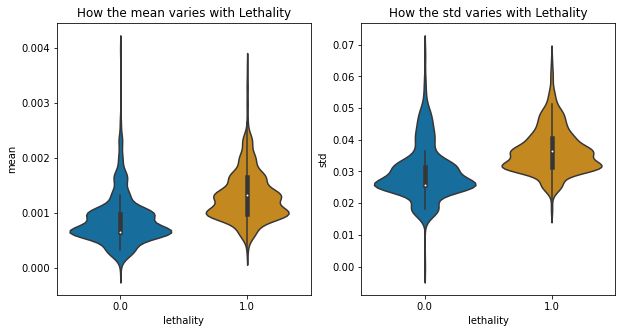 How the mean varies with Lethality
0.004
0.003
0.002
0.001
0.000
mean
0.0
1.0
lethality
How the std varies with Lethality
0.07
0.06
0.05
0.04
0.03
0.02
0.01
0.00
std
0.0
1.0
lethality